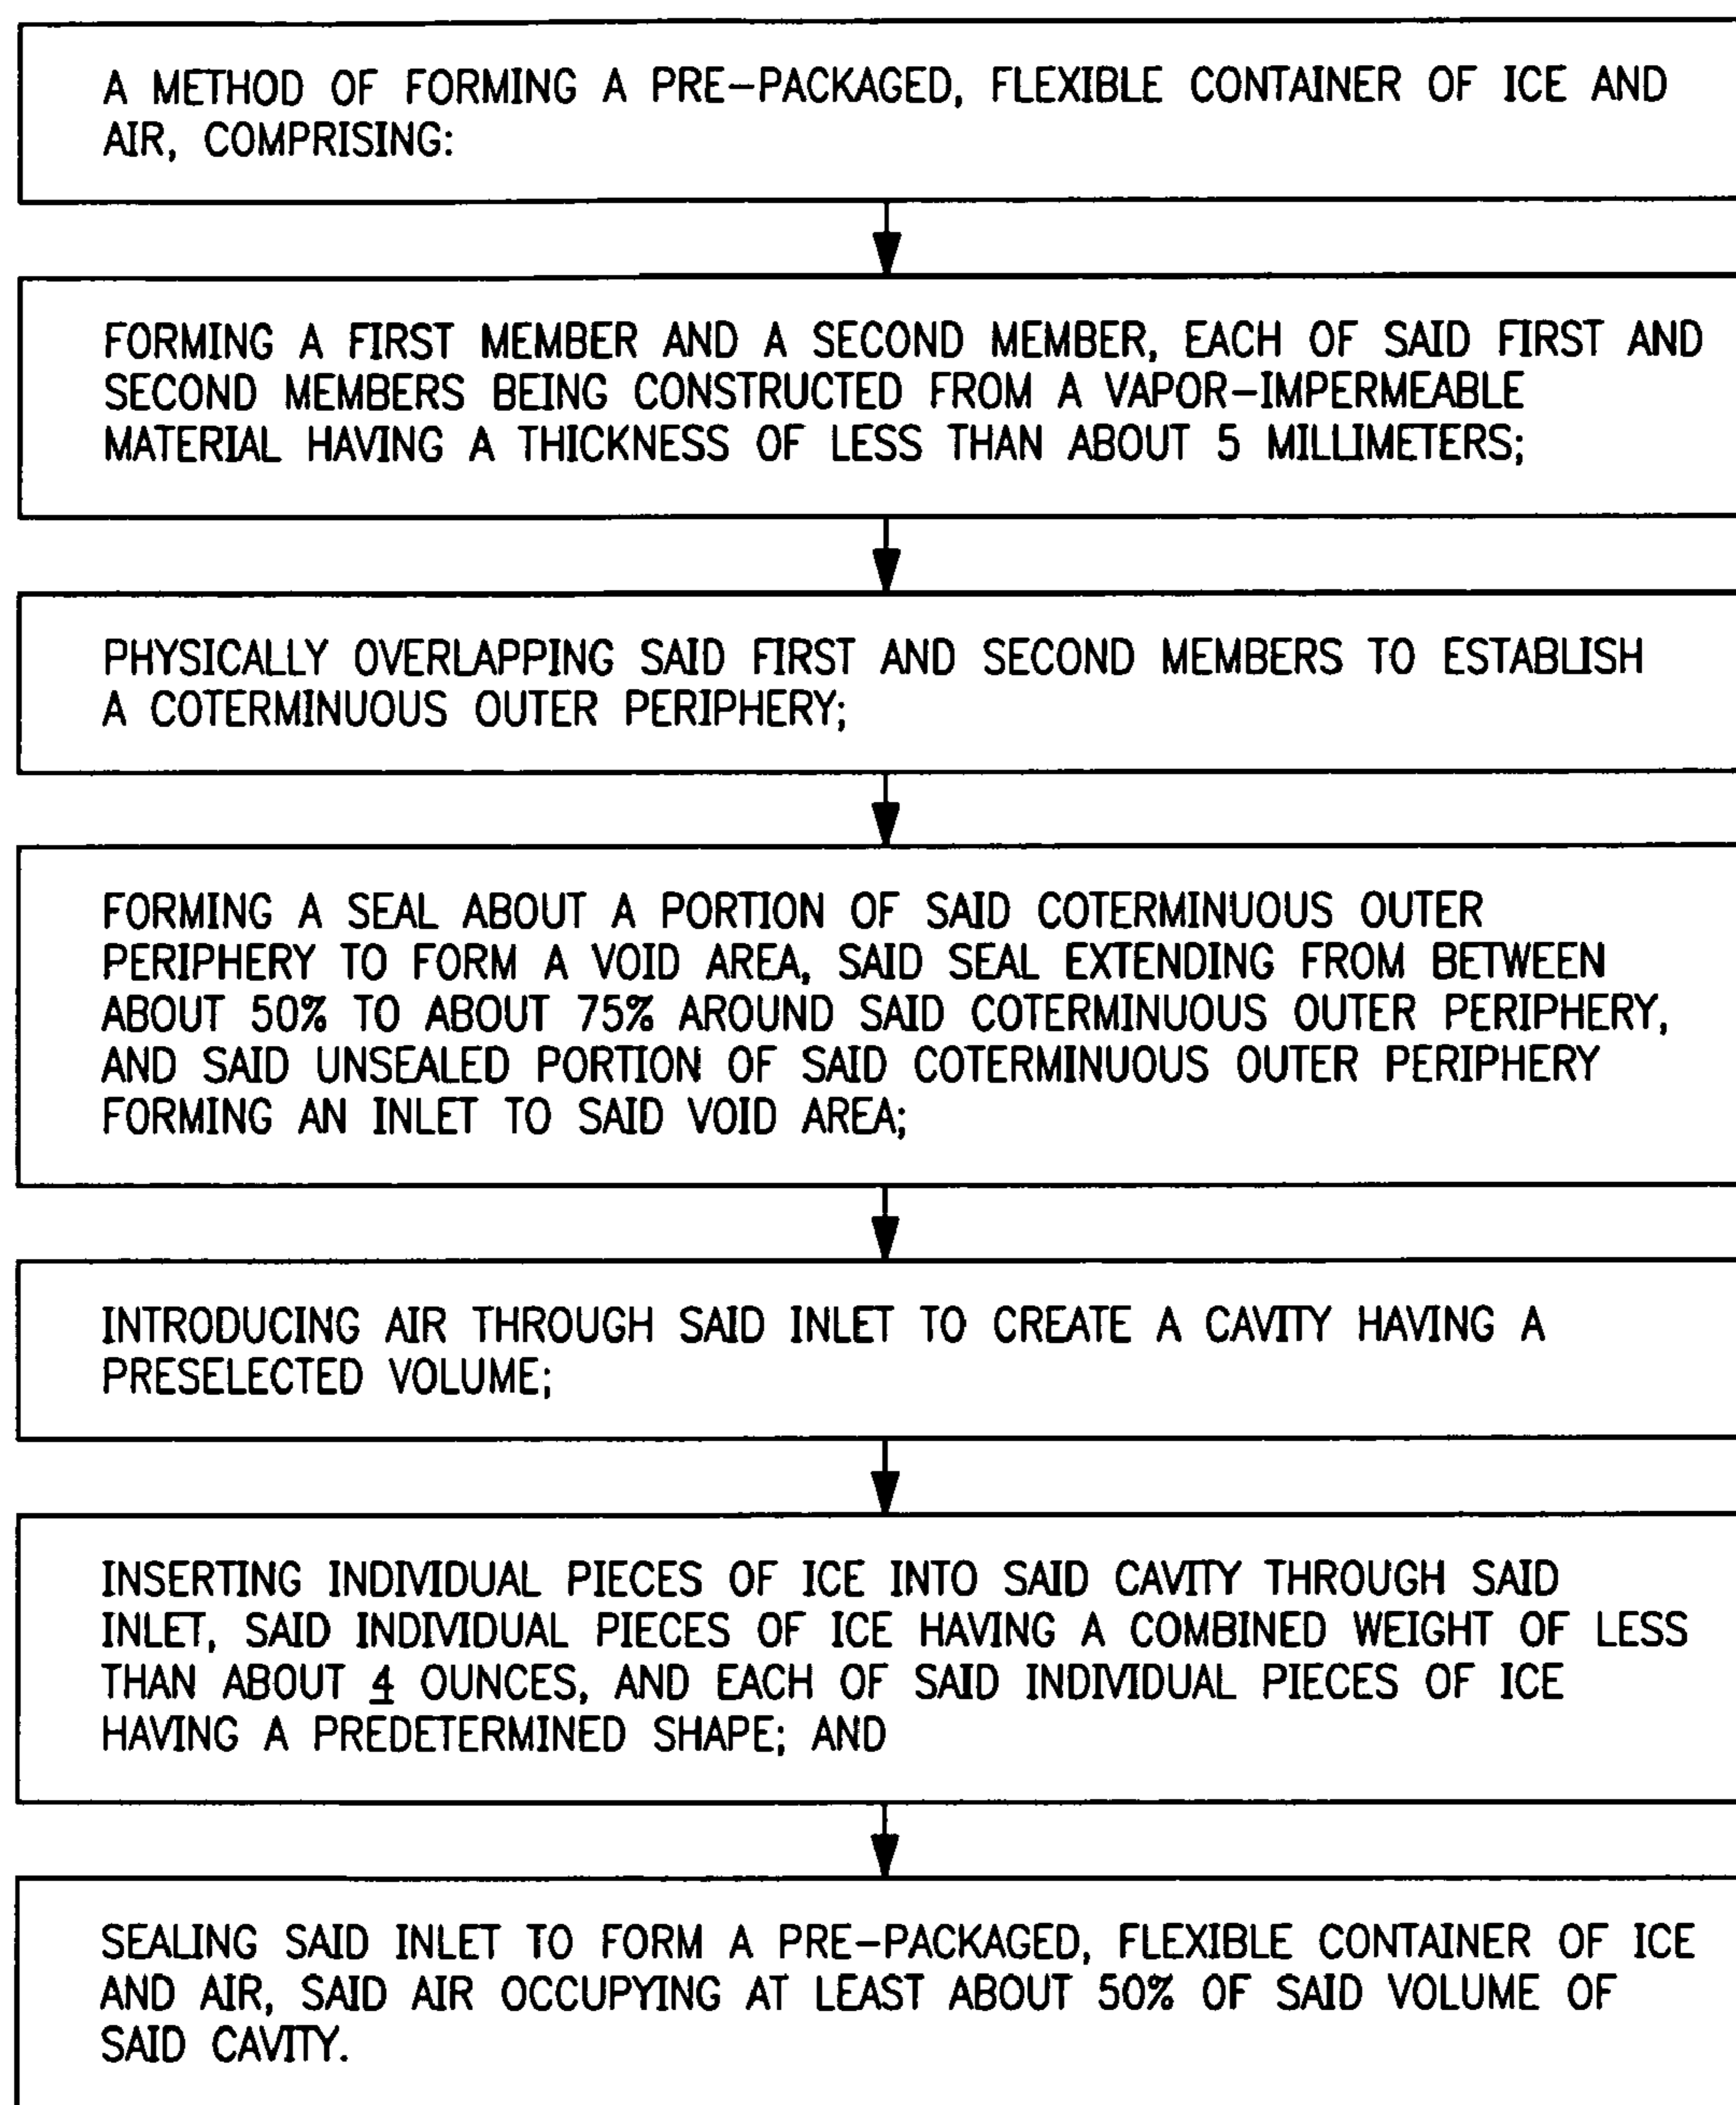 A METHOD OF FORMING A PRE-PACKAGED, FLEXIBLE CONTAINER OF ICE AND
AIR, COMPRISING:
FORMING A FIRST MEMBER AND A SECOND MEMBER, EACH OF SAID FIRST AND
SECOND MEMBERS BEING CONSTRUCTED FROM A VAPOR-IMPERMEABLE
MATERIAL HAVING A THICKNESS OF LESS THAN ABOUT 5 MILLIMETERS;
PHYSICALLY OVERLAPPING SAID FIRST AND SECOND MEMBERS TO ESTABLISH
A COTERMINUOUS OUTER PERIPHERY;
FORMING A SEAL ABOUT A PORTION OF SAID COTERMINUOUS OUTER
PERIPHERY TO FORM A VOID AREA, SAID SEAL EXTENDING FROM BETWEEN
ABOUT 50% TO ABOUT 75% AROUND SAID COTERMINUOUS OUTER PERIPHERY,
AND SAID UNSEALED PORTION OF SAID COTERMINUOUS OUTER PERIPHERY
FORMING AN INLET TO SAID VOID AREA;
INTRODUCING AIR THROUGH SAID INLET TO CREATE A CAVITY HAVING A
PRESELECTED VOLUME;
INSERTING INDIVIDUAL PIECES OF ICE INTO SAID CAVITY THROUGH SAID
INLET, SAID INDIVIDUAL PIECES OF ICE HAVING A COMBINED WEIGHT OF LESS
THAN ABOUT 4 OUNCES, AND EACH OF SAID INDIVIDUAL PIECES OF ICE
HAVING A PREDETERMINED SHAPE; AND
SEALING SAID INLET TO FORM A PRE-PACKAGED, FLEXIBLE CONTAINER OF ICE
AND AIR, SAID AIR OCCUPYING AT LEAST ABOUT 50% OF SAID VOLUME OF
SAID CAVITY.